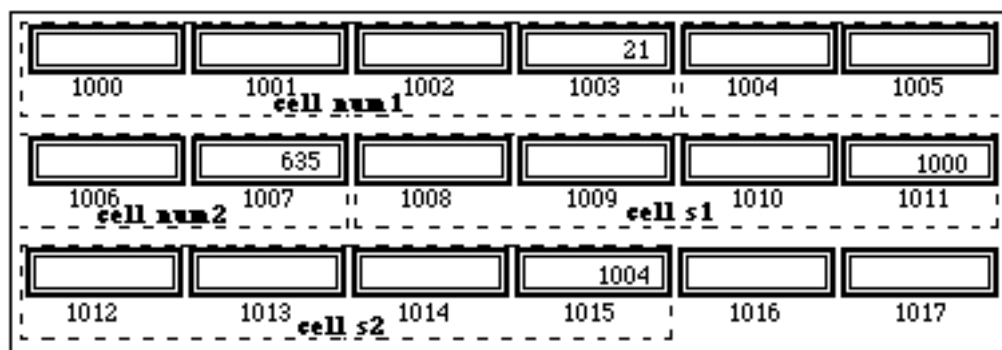 21
1000 1001 1002 1003 1004 1005
cell num1
635 1000
1006 1007 1008 1009 1010 1011
cell num2 cell s1
1004
1012 1013 1014 1015 1016 1017
cell s2